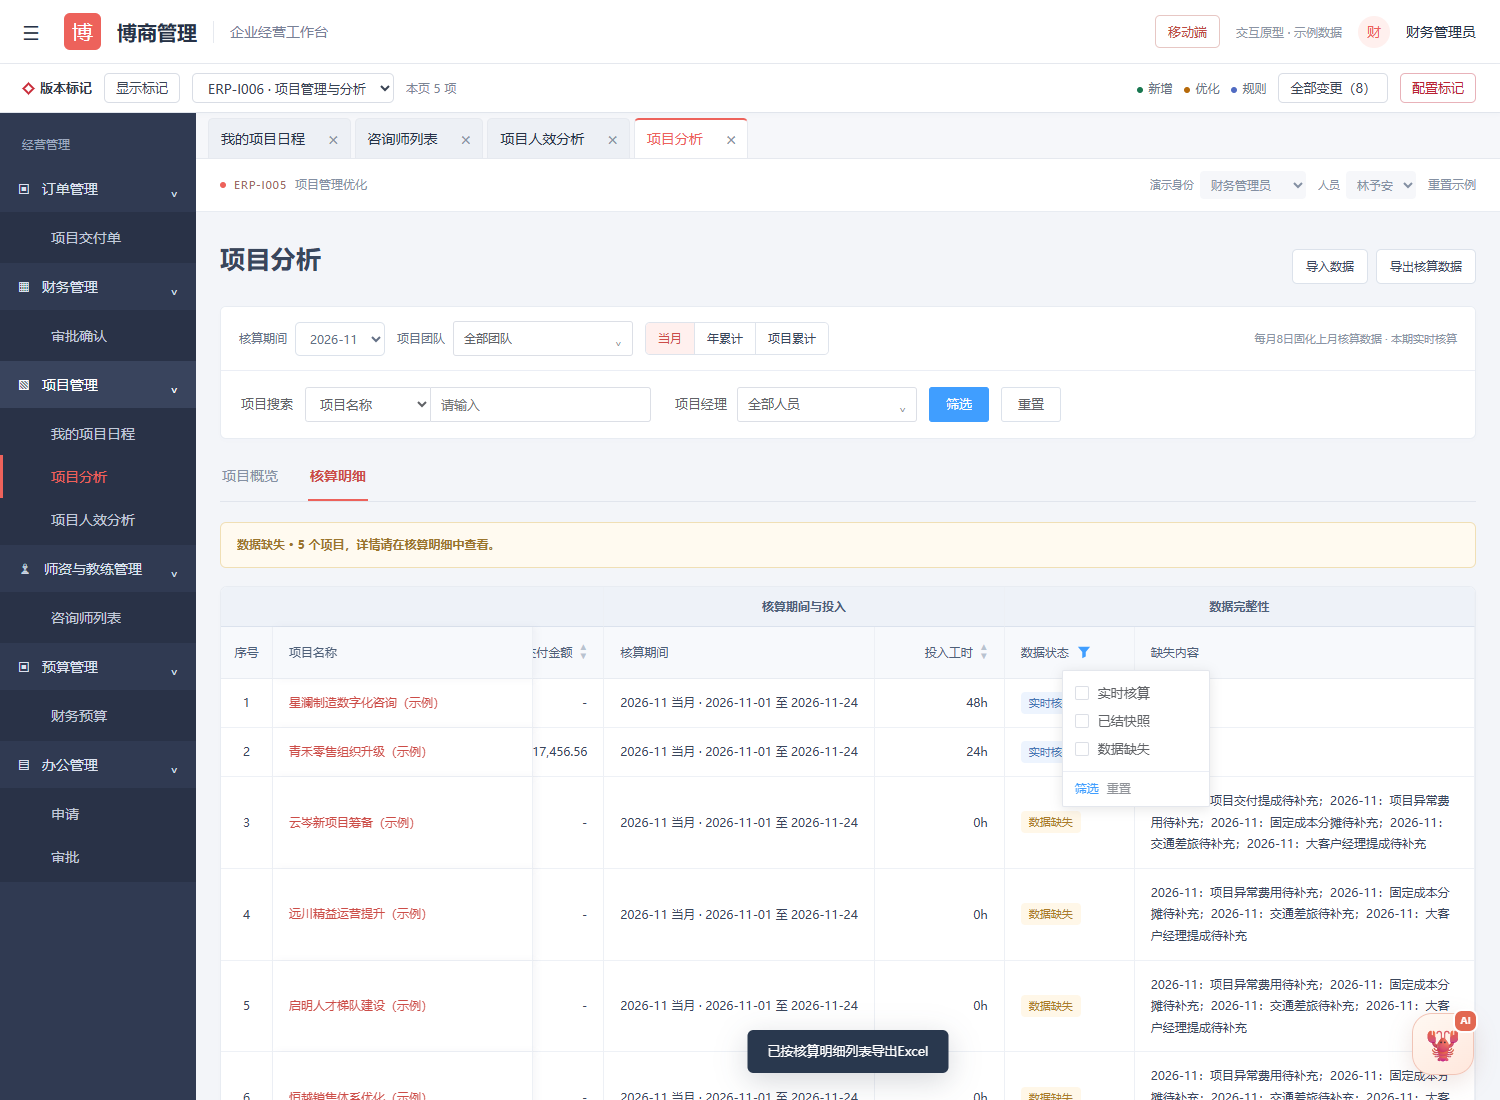 博 博商管理 企业经营工作台 移动端 交互原型 · 示例数据 财 财务管理员
版本标记 显示标记 ERP-I006 · 项目管理与分析 本页 5 项 新增 优化 规则 全部变更（8） 配置标记
经营管理
订单管理
项目交付单
财务管理
审批确认
项目管理
我的项目日程
项目分析
项目人效分析
师资与教练管理
咨询师列表
预算管理
财务预算
办公管理
申请
审批
我的项目日程 咨询师列表 项目人效分析 项目分析
ERP-I005 项目管理优化 演示身份 财务管理员 人员 林予安 重置示例
项目分析
导入数据 导出核算数据
核算期间 2026-11 项目团队 全部团队 当月 年累计 项目累计 每月8日固化上月核算数据 · 本期实时核算
项目搜索 项目名称 请输入 项目经理 全部人员 筛选 重置
项目概览 核算明细
数据缺失 • 5 个项目，详情请在核算明细中查看。
核算期间与投入 数据完整性
序号 项目名称 付金额 核算期间 投入工时 数据状态 缺失内容
1 星澜制造数字化咨询（示例） - 2026-11 当月 · 2026-11-01 至 2026-11-24 48h 实时核
2 青禾零售组织升级（示例） 17,456.56 2026-11 当月 · 2026-11-01 至 2026-11-24 24h 实时核
实时核算
已结快照
数据缺失
筛选 重置
3 云岑新项目筹备（示例） - 2026-11 当月 · 2026-11-01 至 2026-11-24 0h 数据缺失
项目交付提成待补充；2026-11：项目异常费
用待补充；2026-11：固定成本分摊待补充；2026-11：
交通差旅待补充；2026-11：大客户经理提成待补充
4 远川精益运营提升（示例） - 2026-11 当月 · 2026-11-01 至 2026-11-24 0h 数据缺失
2026-11：项目异常费用待补充；2026-11：固定成本分
摊待补充；2026-11：交通差旅待补充；2026-11：大客
户经理提成待补充
5 启明人才梯队建设（示例） - 2026-11 当月 · 2026-11-01 至 2026-11-24 0h 数据缺失
2026-11：项目异常费用待补充；2026-11：固定成本分
摊待补充；2026-11：交通差旅待补充；2026-11：大客
户经理提成待补充
6 恒越销售体系优化（示例） - 2026-11 当月 · 2026-11-01 至 2026-11-24 0h 数据缺失
2026-11：项目异常费用待补充；2026-11：固定成本分
摊待补充；2026-11：交通差旅待补充；2026-11：大客
已按核算明细列表导出Excel
AI